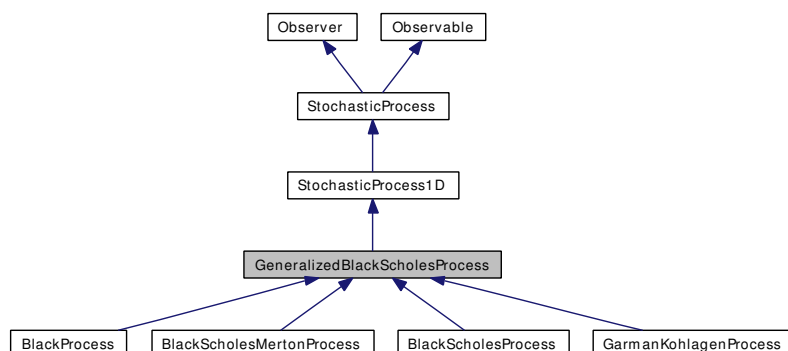 Observer
Observable
StochasticProcess
StochasticProcess1D
GeneralizedBlackScholesProcess
BlackProcess
BlackScholesMertonProcess
BlackScholesProcess
GarmanKohlagenProcess